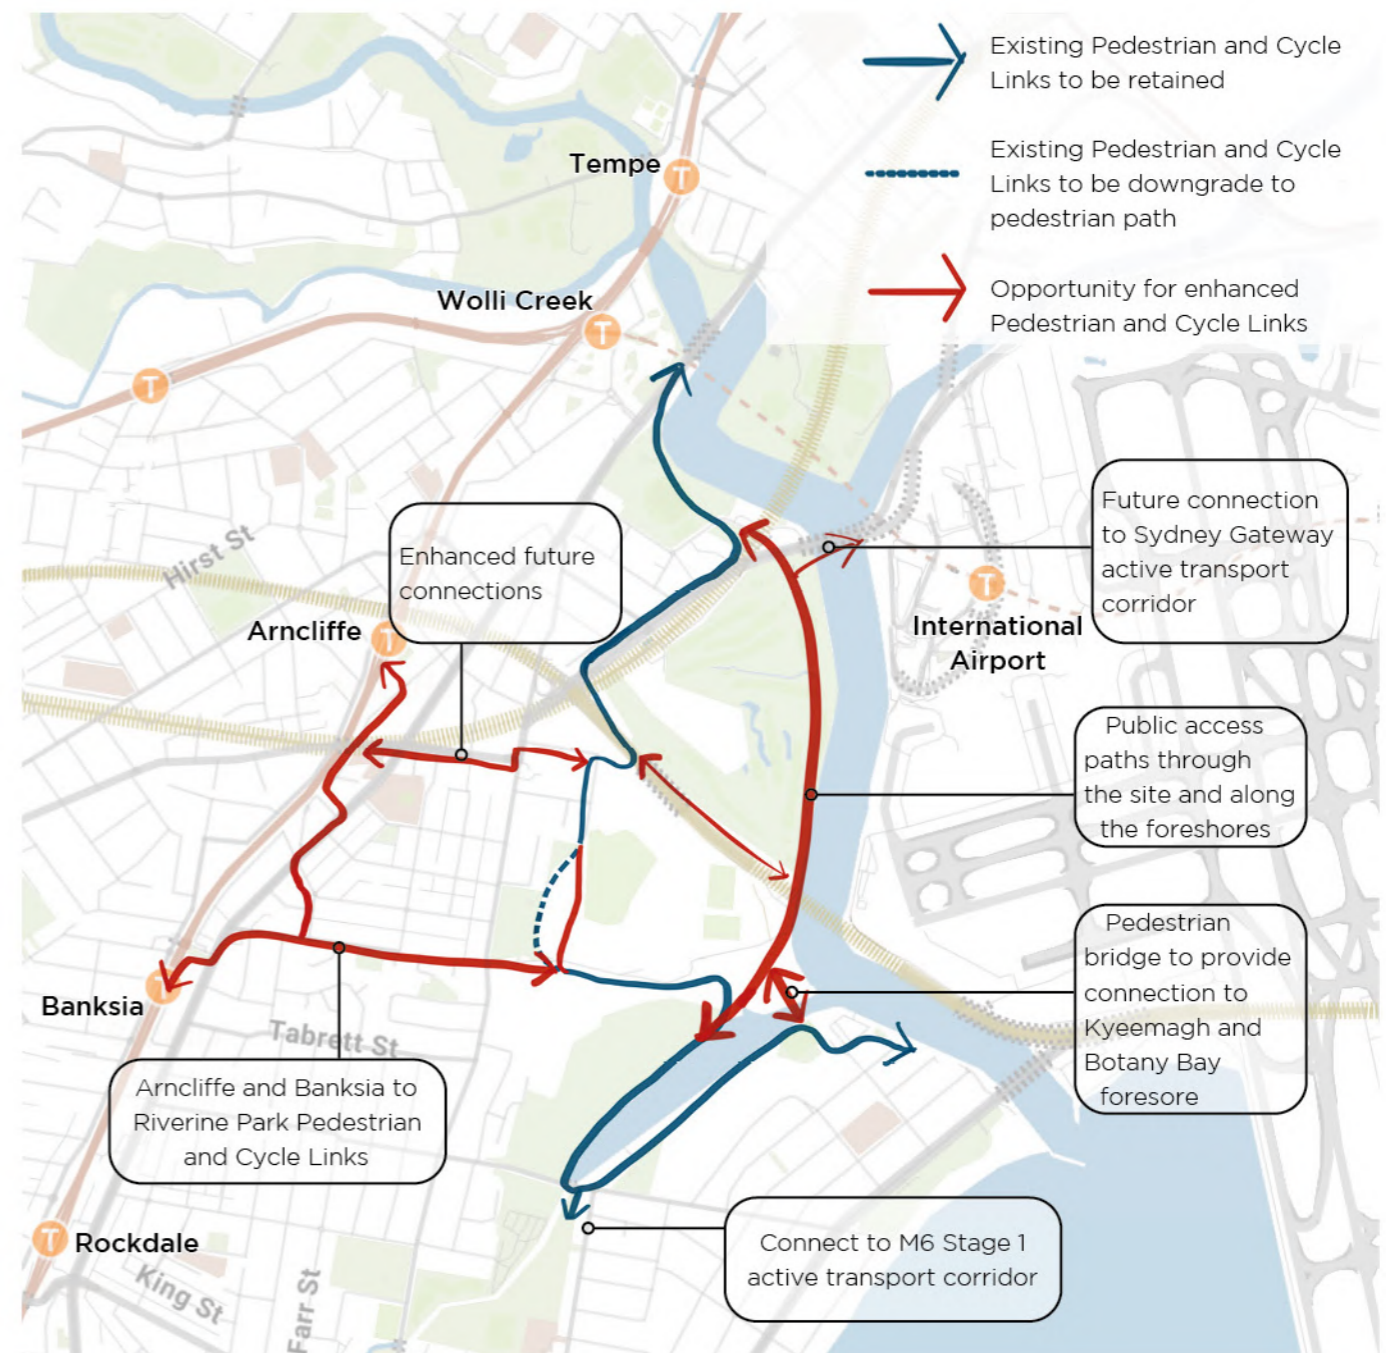 Existing Pedestrian and Cycle
Links to be retained
Existing Pedestrian and Cycle
Links to be downgrade to
pedestrian path
Opportunity for enhanced
Pedestrian and Cycle Links
Tempe
T
Wolli Creek
T
T
Future connection
to Sydney Gateway
active transport
corridor
Enhanced future
connections
Hirst St
Arncliffe
T
T
International
Airport
Public access
paths through
the site and along
the foreshores
Pedestrian
bridge to provide
connection to
Kyeemagh and
Botany Bay
foresore
Banksia
T
Tabrett St
Arncliffe and Banksia to
Riverine Park Pedestrian
and Cycle Links
T
Rockdale
King St
Farr St
Connect to M6 Stage 1
active transport corridor